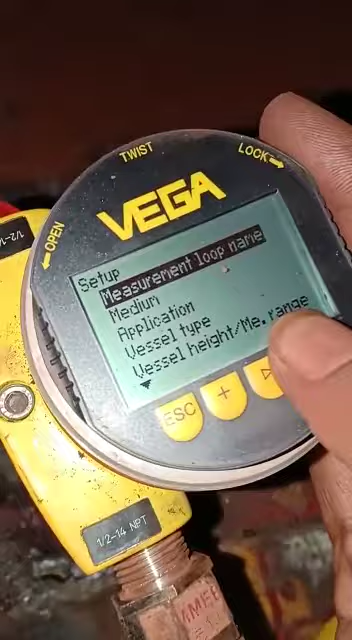 TWIST
LOCK
OPEN
VEGA
Setup
Measurement loop name
Medium
Application
Vessel type
Vessel height/Me. range
ESC
+
1/2-14 NPT